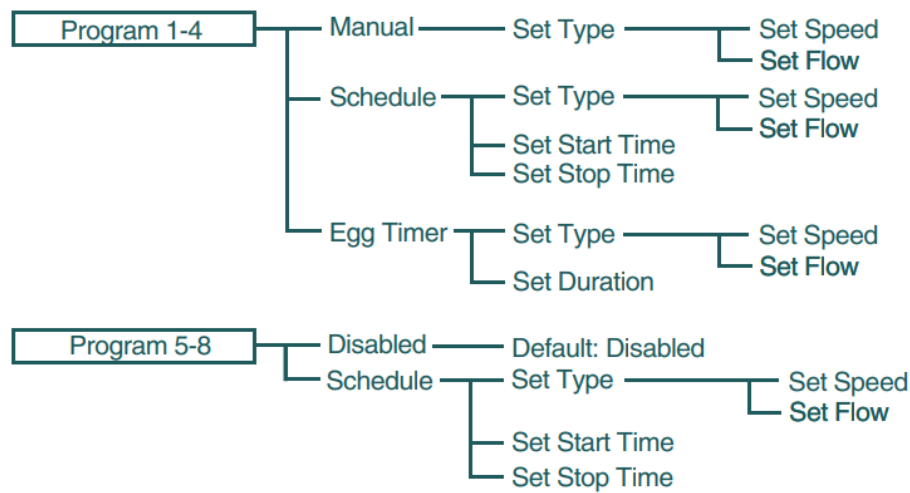 Program 1-4
Manual
Set Type
Set Speed
Set Flow
Schedule
Set Type
Set Speed
Set Flow
Set Start Time
Set Stop Time
Egg Timer
Set Type
Set Speed
Set Flow
Set Duration
Program 5-8
Disabled
Default: Disabled
Schedule
Set Type
Set Speed
Set Flow
Set Start Time
Set Stop Time